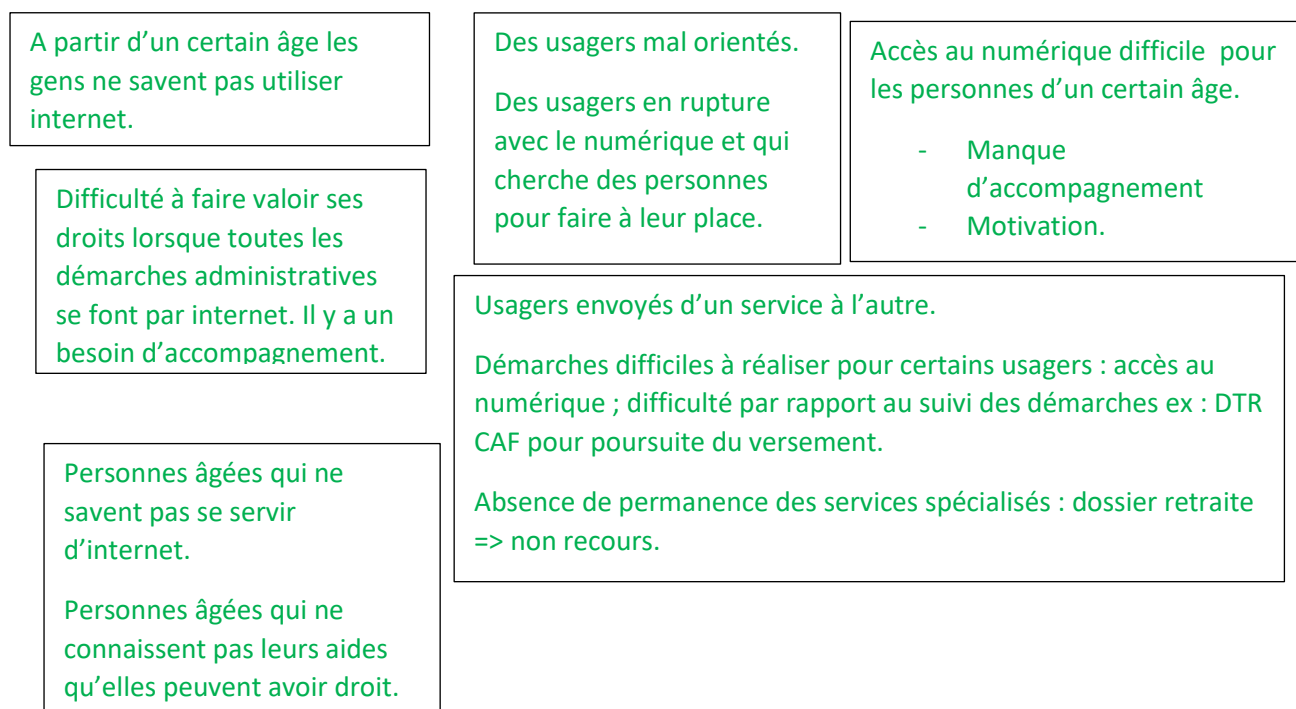 A partir d’un certain âge les
gens ne savent pas utiliser
internet.
Difficulté à faire valoir ses
droits lorsque toutes les
démarches administratives
se font par internet. Il y a un
besoin d’accompagnement.
Personnes âgées qui ne
savent pas se servir
d’internet.
Personnes âgées qui ne
connaissent pas leurs aides
qu’elles peuvent avoir droit.
Des usagers mal orientés.
Des usagers en rupture
avec le numérique et qui
cherche des personnes
pour faire à leur place.
Accès au numérique difficile pour
les personnes d’un certain âge.
- Manque
d’accompagnement
- Motivation.
Usagers envoyés d’un service à l’autre.
Démarches difficiles à réaliser pour certains usagers : accès au
numérique ; difficulté par rapport au suivi des démarches ex : DTR
CAF pour poursuite du versement.
Absence de permanence des services spécialisés : dossier retraite
=> non recours.